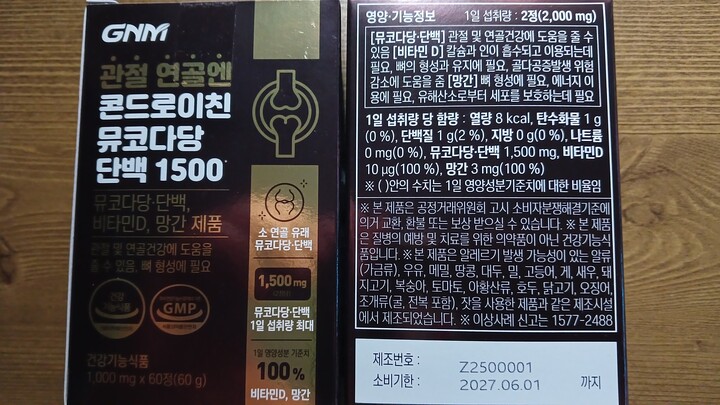 GNM
관절 연골엔
콘드로이친
뮤코다당
단백 1500
뮤코다당·단백,
비타민D, 망간 제품
관절 및 연골건강에 도움을
줄 수 있음, 뼈 형성에 필요
건강
기능식품
GMP
건강기능식품
1,000 mg x 60정(60 g)
소 연골 유래
뮤코다당·단백
1,500 mg
뮤코다당·단백
1일 섭취량 최대
1일 영양성분 기준치
100 %
비타민D, 망간
영양·기능정보 1일 섭취량 : 2정(2,000 mg)
[뮤코다당·단백] 관절 및 연골건강에 도움을 줄 수
있음 [비타민 D] 칼슘과 인이 흡수되고 이용되는데
필요, 뼈의 형성과 유지에 필요, 골다공증발생 위험
감소에 도움을 줌 [망간] 뼈 형성에 필요, 에너지 이
용에 필요, 유해산소로부터 세포를 보호하는데 필요
1일 섭취량 당 함량 : 열량 8 kcal, 탄수화물 1 g
(0 %), 단백질 1 g(2 %), 지방 0 g(0 %), 나트륨
0 mg(0 %), 뮤코다당·단백 1,500 mg, 비타민D
10 µg(100 %), 망간 3 mg(100 %)
※ ( )안의 수치는 1일 영양성분기준치에 대한 비율임
※ 본 제품은 공정거래위원회 고시 소비자분쟁해결기준에
의거 교환, 환불 또는 보상 받으실 수 있습니다. ※ 본 제품
은 질병의 예방 및 치료를 위한 의약품이 아닌 건강기능식
품입니다. ※ 본 제품은 알레르기 발생 가능성이 있는 알류
(가금류), 우유, 메밀, 땅콩, 대두, 밀, 고등어, 게, 새우, 돼
지고기, 복숭아, 토마토, 아황산류, 호두, 닭고기, 오징어,
조개류(굴, 전복 포함), 잣을 사용한 제품과 같은 제조시설
에서 제조되었습니다. ※ 이상사례 신고는 1577-2488
제조번호 : Z2500001
소비기한 : 2027.06.01 까지